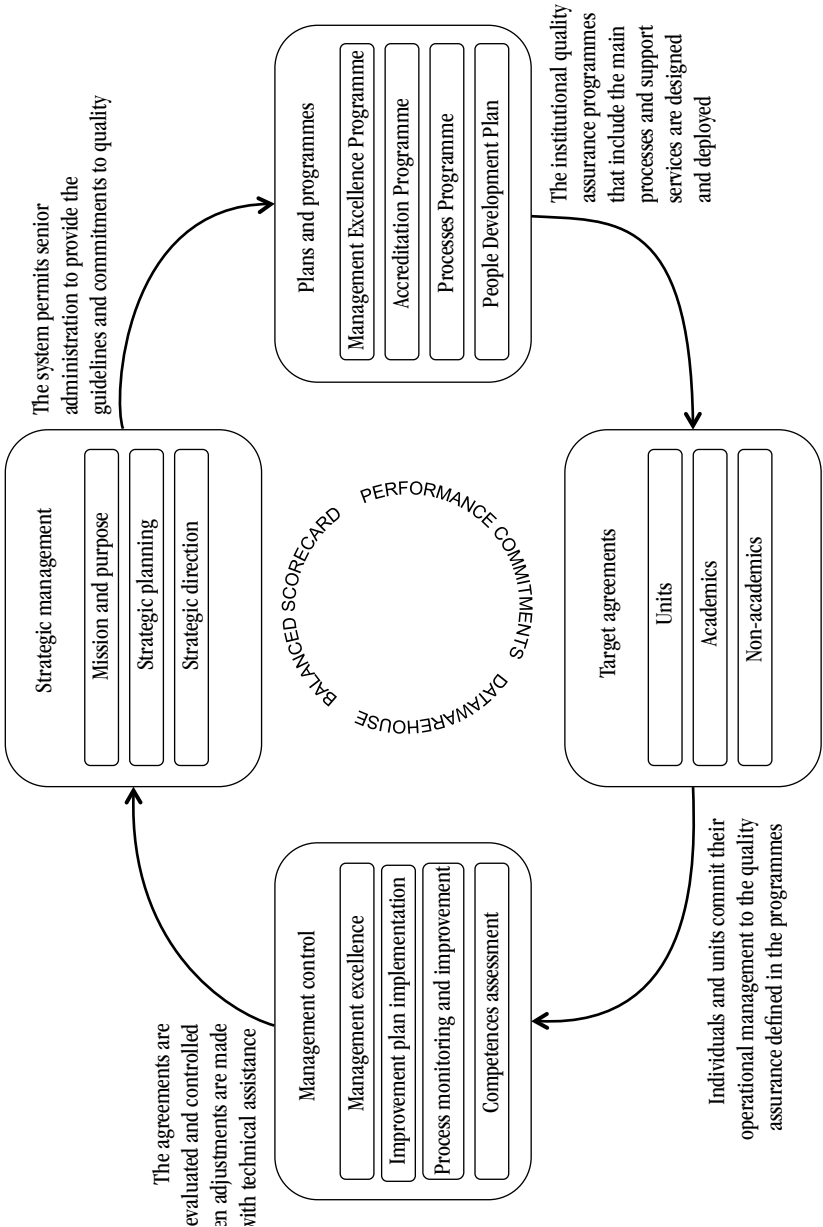 Strategic management
Mission and purpose
Strategic planning
Strategic direction
The system permits senior
administration to provide the
guidelines and commitments to quality
Plans and programmes
Management Excellence Programme
Accreditation Programme
Processes Programme
People Development Plan
The institutional quality
assurance programmes
that include the main
processes and support
services are designed
and deployed
Target agreements
Units
Academics
Non-academics
Individuals and units commit their
operational management to the quality
assurance defined in the programmes
Management control
Management excellence
Improvement plan implementation
Process monitoring and improvement
Competences assessment
The agreements are
evaluated and controlled
en adjustments are made
with technical assistance
BALANCED SCORECARD
PERFORMANCE COMMITMENTS
DATAWAREHOUSE